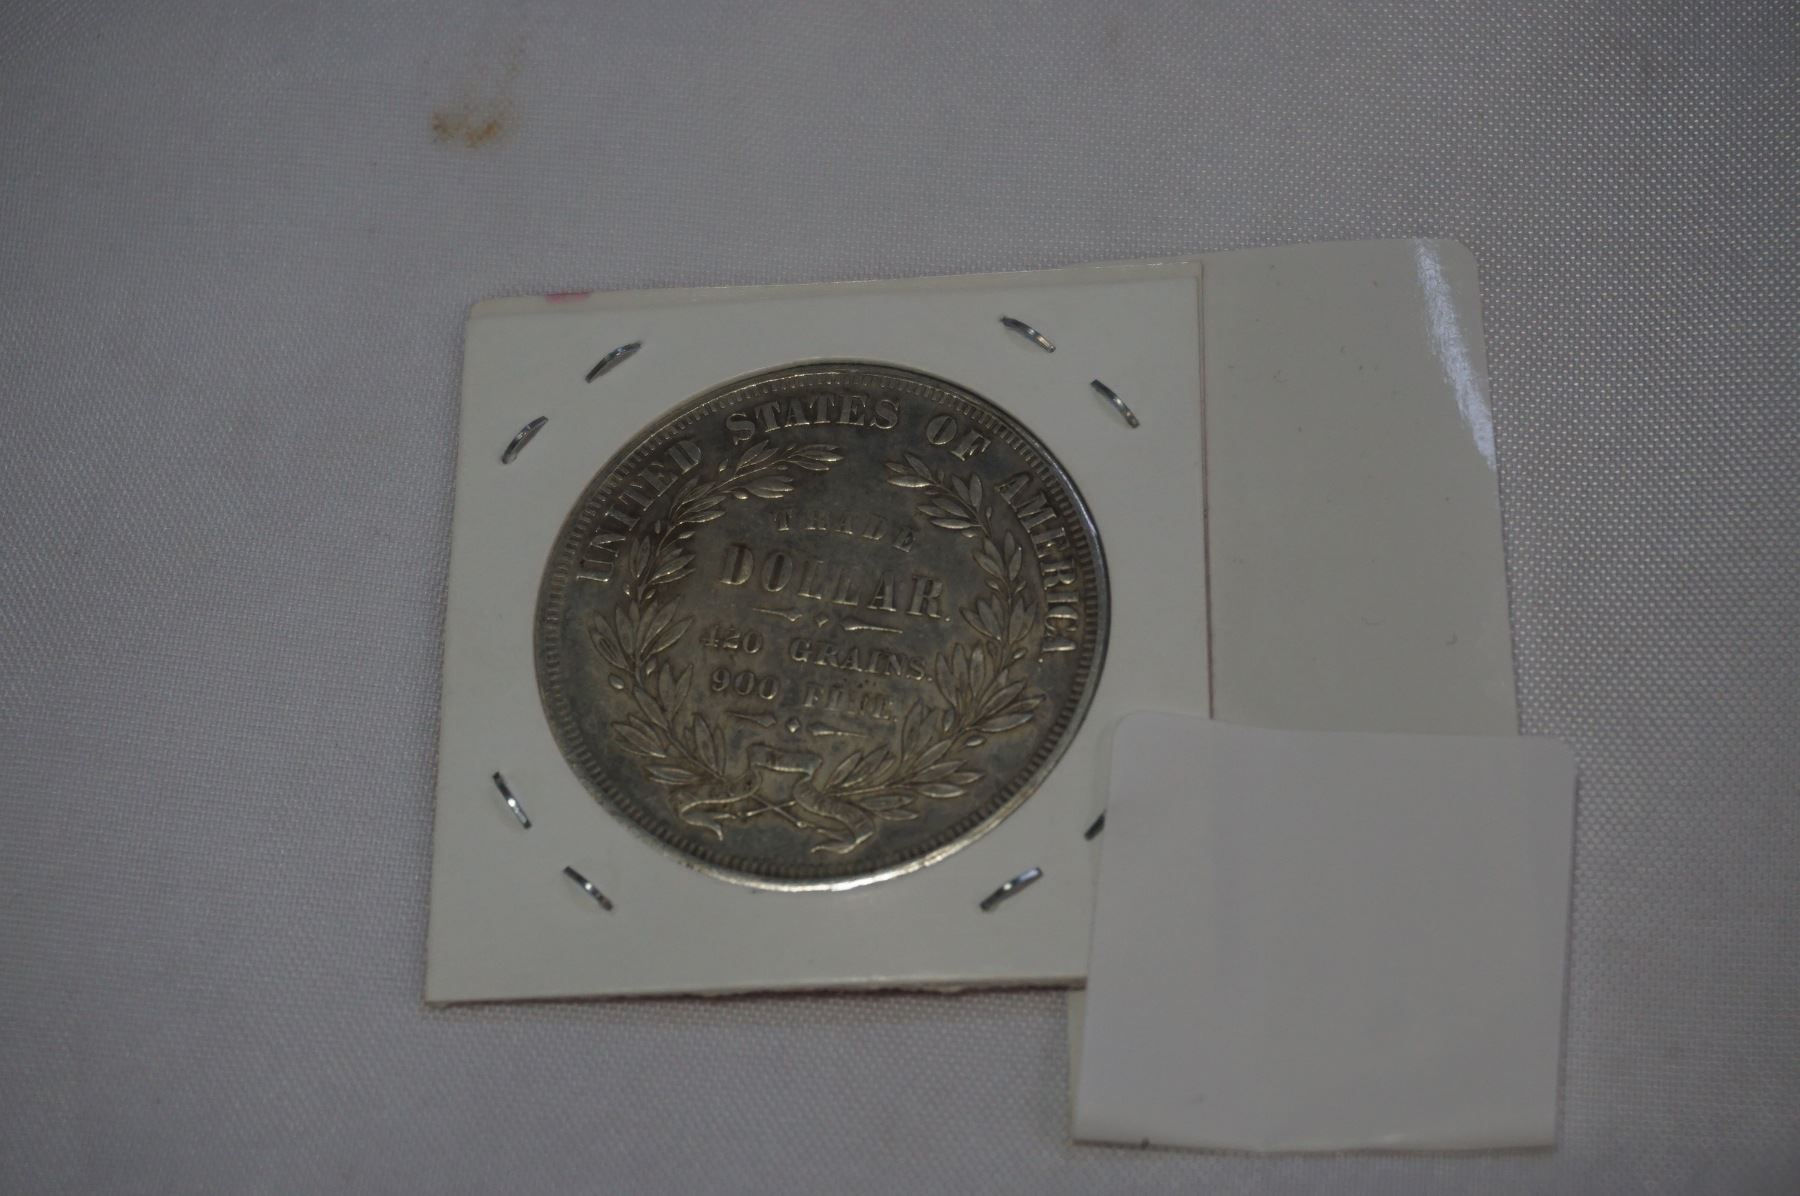 UNITED STATES OF AMERICA.
TRADE
DOLLAR.
420 GRAINS.
900 FINE.